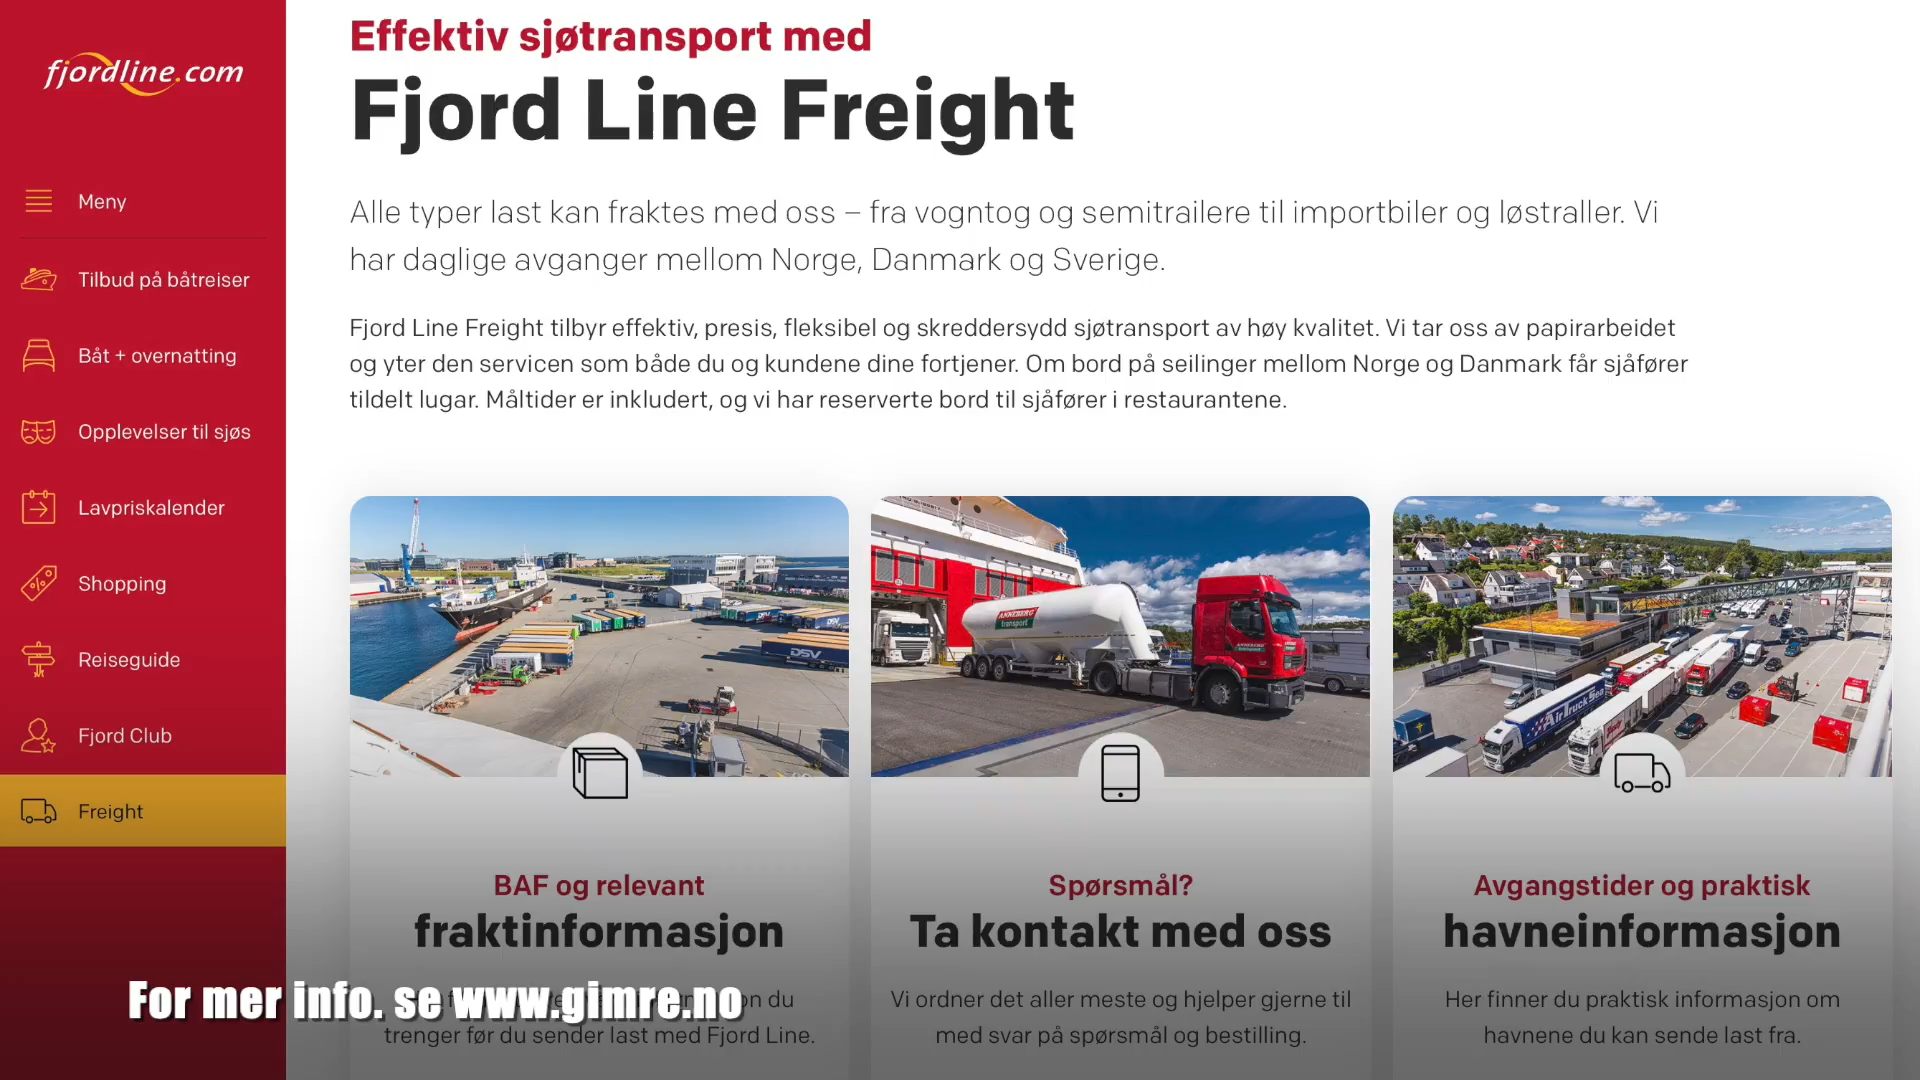 fjordline.com
Meny
Tilbud på båtreiser
Båt + overnatting
Opplevelser til sjøs
Lavpriskalender
Shopping
Reiseguide
Fjord Club
Freight
Effektiv sjøtransport med
Fjord Line Freight
Alle typer last kan fraktes med oss – fra vogntog og semitrailere til importbiler og løstraller. Vi
har daglige avganger mellom Norge, Danmark og Sverige.
Fjord Line Freight tilbyr effektiv, presis, fleksibel og skreddersydd sjøtransport av høy kvalitet. Vi tar oss av papirarbeidet
og yter den servicen som både du og kundene dine fortjener. Om bord på seilinger mellom Norge og Danmark får sjåfører
tildelt lugar. Måltider er inkludert, og vi har reserverte bord til sjåfører i restaurantene.
DSV
ANNEBERG
transport
AirTruckSea
BAF og relevant
fraktinformasjon
du
trenger før du sender last med Fjord Line.
Spørsmål?
Ta kontakt med oss
Vi ordner det aller meste og hjelper gjerne til
med svar på spørsmål og bestilling.
Avgangstider og praktisk
havneinformasjon
Her finner du praktisk informasjon om
havnene du kan sende last fra.
For mer info. se www.gimre.no